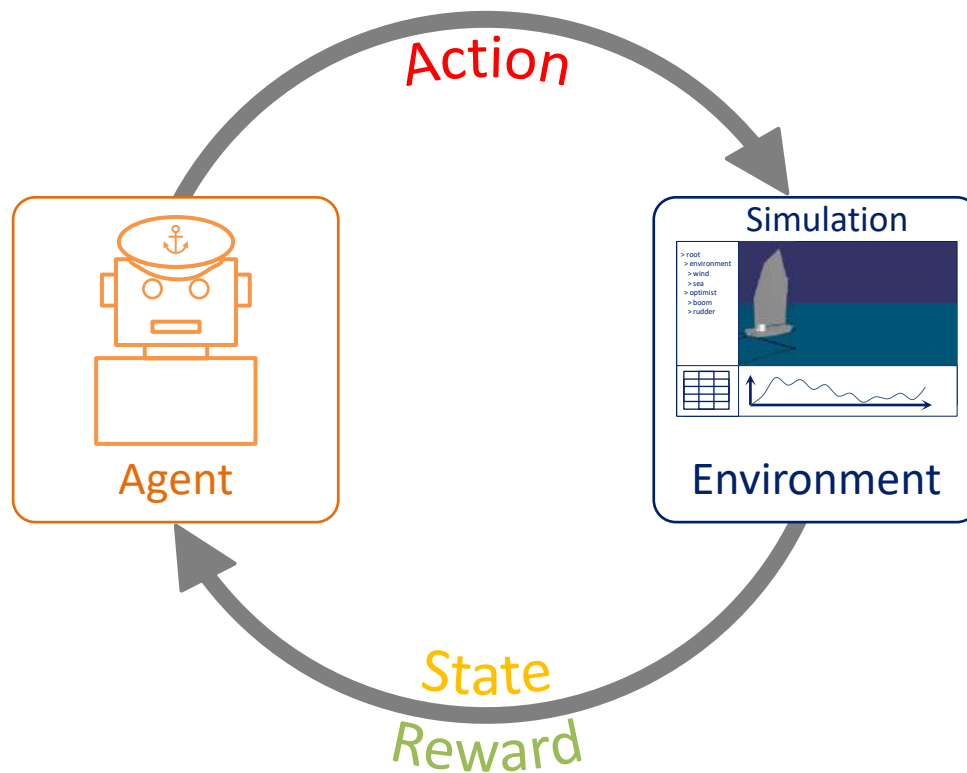 Action
Simulation
> root
> environment
> wind
> sea
> optimist
> boom
> rudder
Agent
Environment
State
Reward